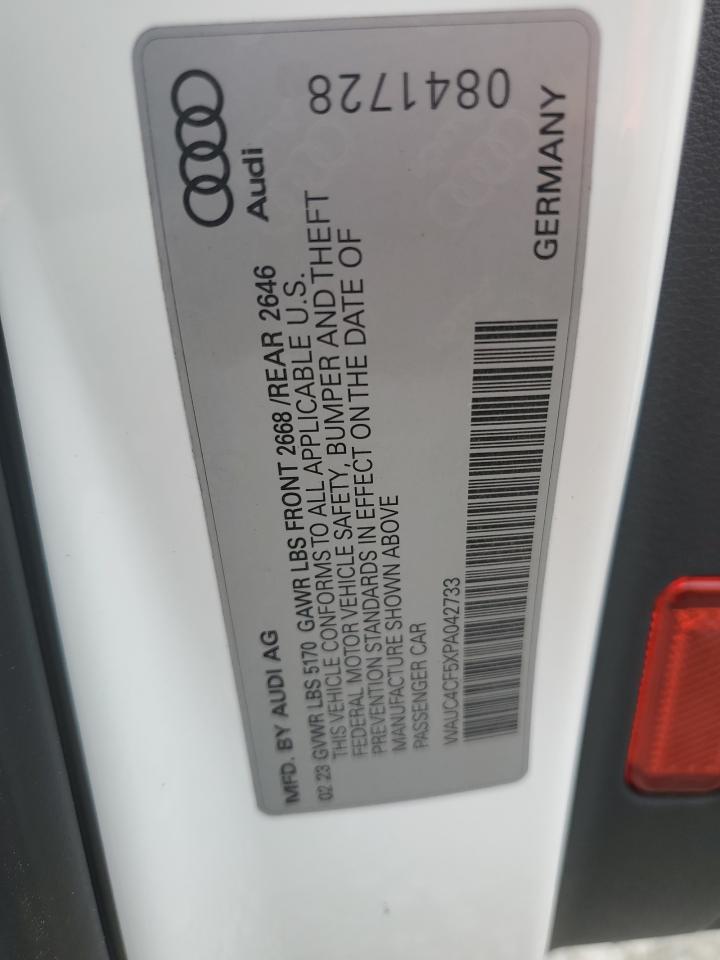 MFD. BY AUDI AG
Audi
02 23 GVWR LBS 5170 GAWR LBS FRONT 2668 /REAR 2646
THIS VEHICLE CONFORMS TO ALL APPLICABLE U.S.
FEDERAL MOTOR VEHICLE SAFETY, BUMPER AND THEFT
PREVENTION STANDARDS IN EFFECT ON THE DATE OF
MANUFACTURE SHOWN ABOVE
PASSENGER CAR
WAUC4CF5XPA042733
GERMANY
0841728